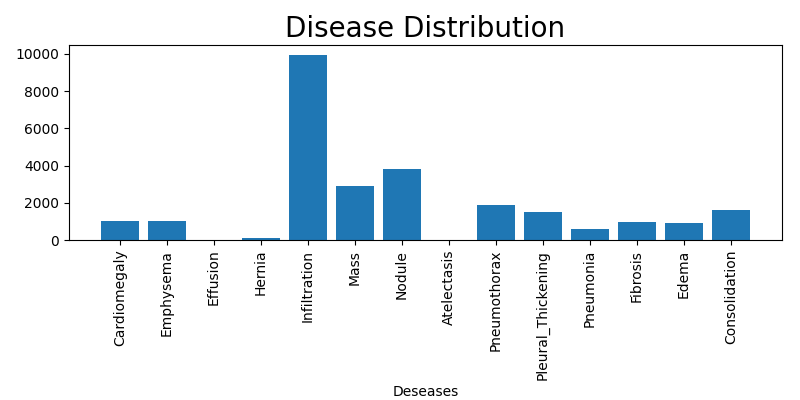 Disease Distribution
10000
8000
6000
4000
2000
0
Cardiomegaly
Emphysema
Effusion
Hernia
Infiltration
Mass
Nodule
Atelectasis
Pneumothorax
Pleural_Thickening
Pneumonia
Fibrosis
Edema
Consolidation
Deseases